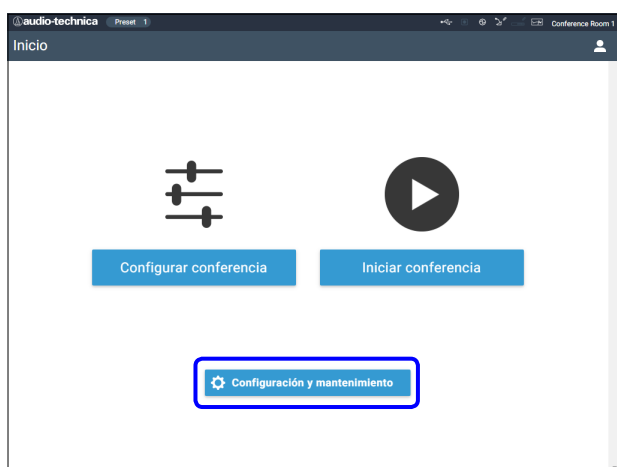 audio-technica Preset 1 Conference Room 1
Inicio
Configurar conferencia Iniciar conferencia
Configuración y mantenimiento